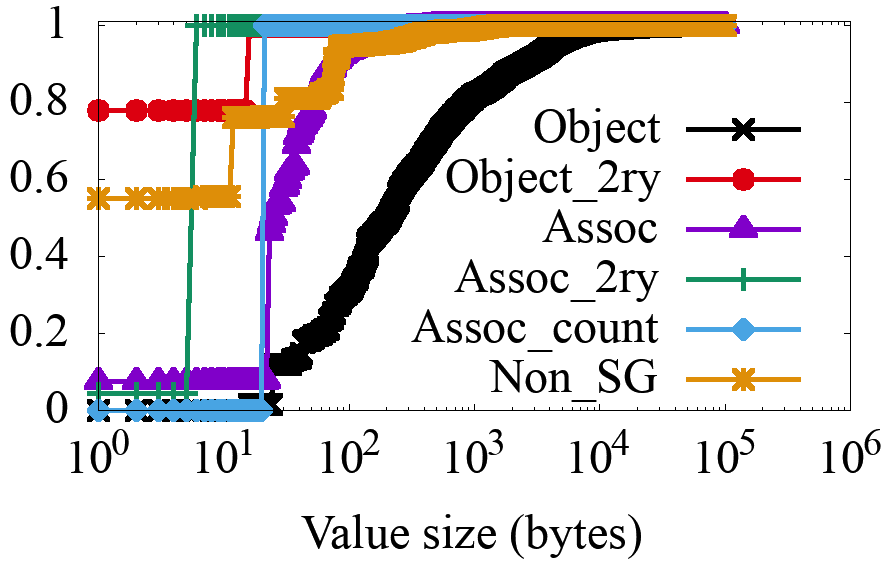 1
0.8
0.6
0.4
0.2
0
10^0 10^1 10^2 10^3 10^4 10^5 10^6
Value size (bytes)
Object
Object_2ry
Assoc
Assoc_2ry
Assoc_count
Non_SG